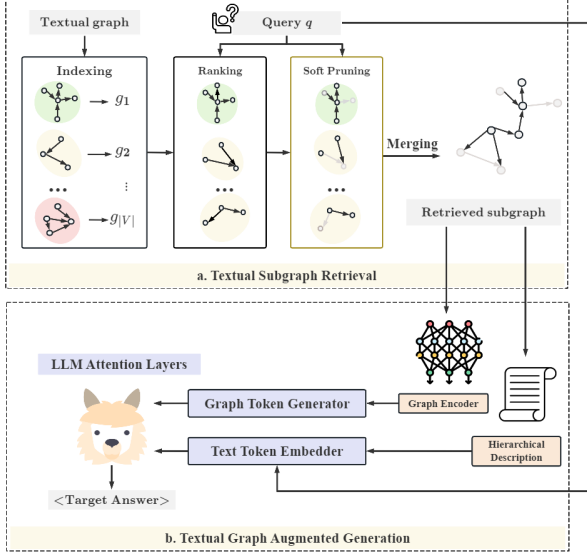 Textual graph
Query q
Indexing
g1
g2
...
⋮
g|V|
Ranking
...
Soft Pruning
...
Merging
Retrieved subgraph
a. Textual Subgraph Retrieval
LLM Attention Layers
Graph Token Generator
Graph Encoder
Text Token Embedder
Hierarchical
Description
<Target Answer>
b. Textual Graph Augmented Generation